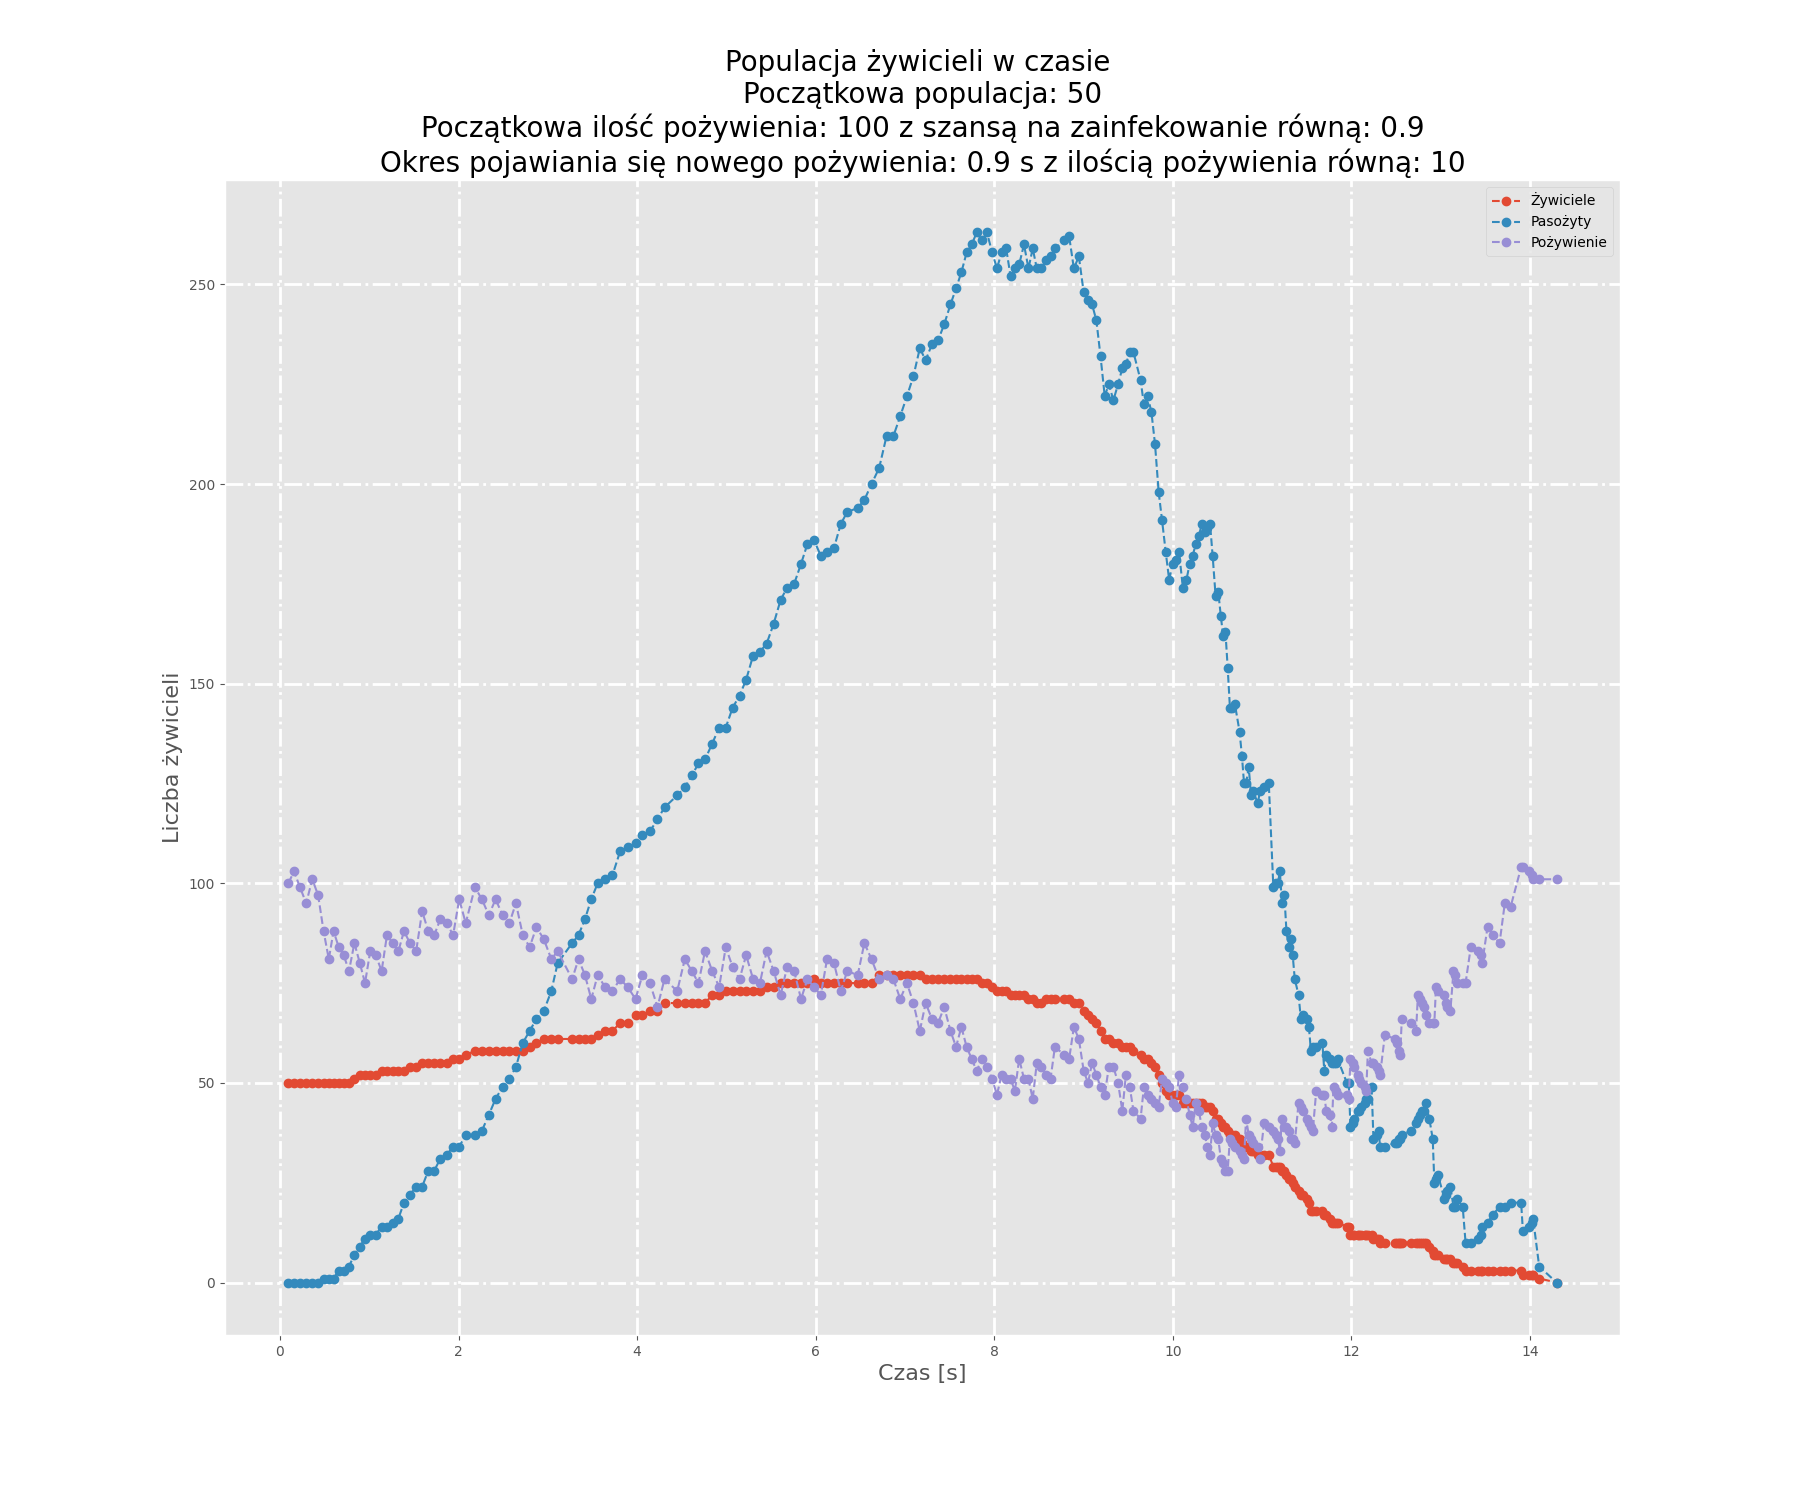 Populacja żywicieli w czasie
Początkowa populacja: 50
Początkowa ilość pożywienia: 100 z szansą na zainfekowanie równą: 0.9
Okres pojawiania się nowego pożywienia: 0.9 s z ilością pożywienia równą: 10
Żywiciele
Pasożyty
Pożywienie
Liczba żywicieli
250
200
150
100
50
0
0 2 4 6 8 10 12 14
Czas [s]